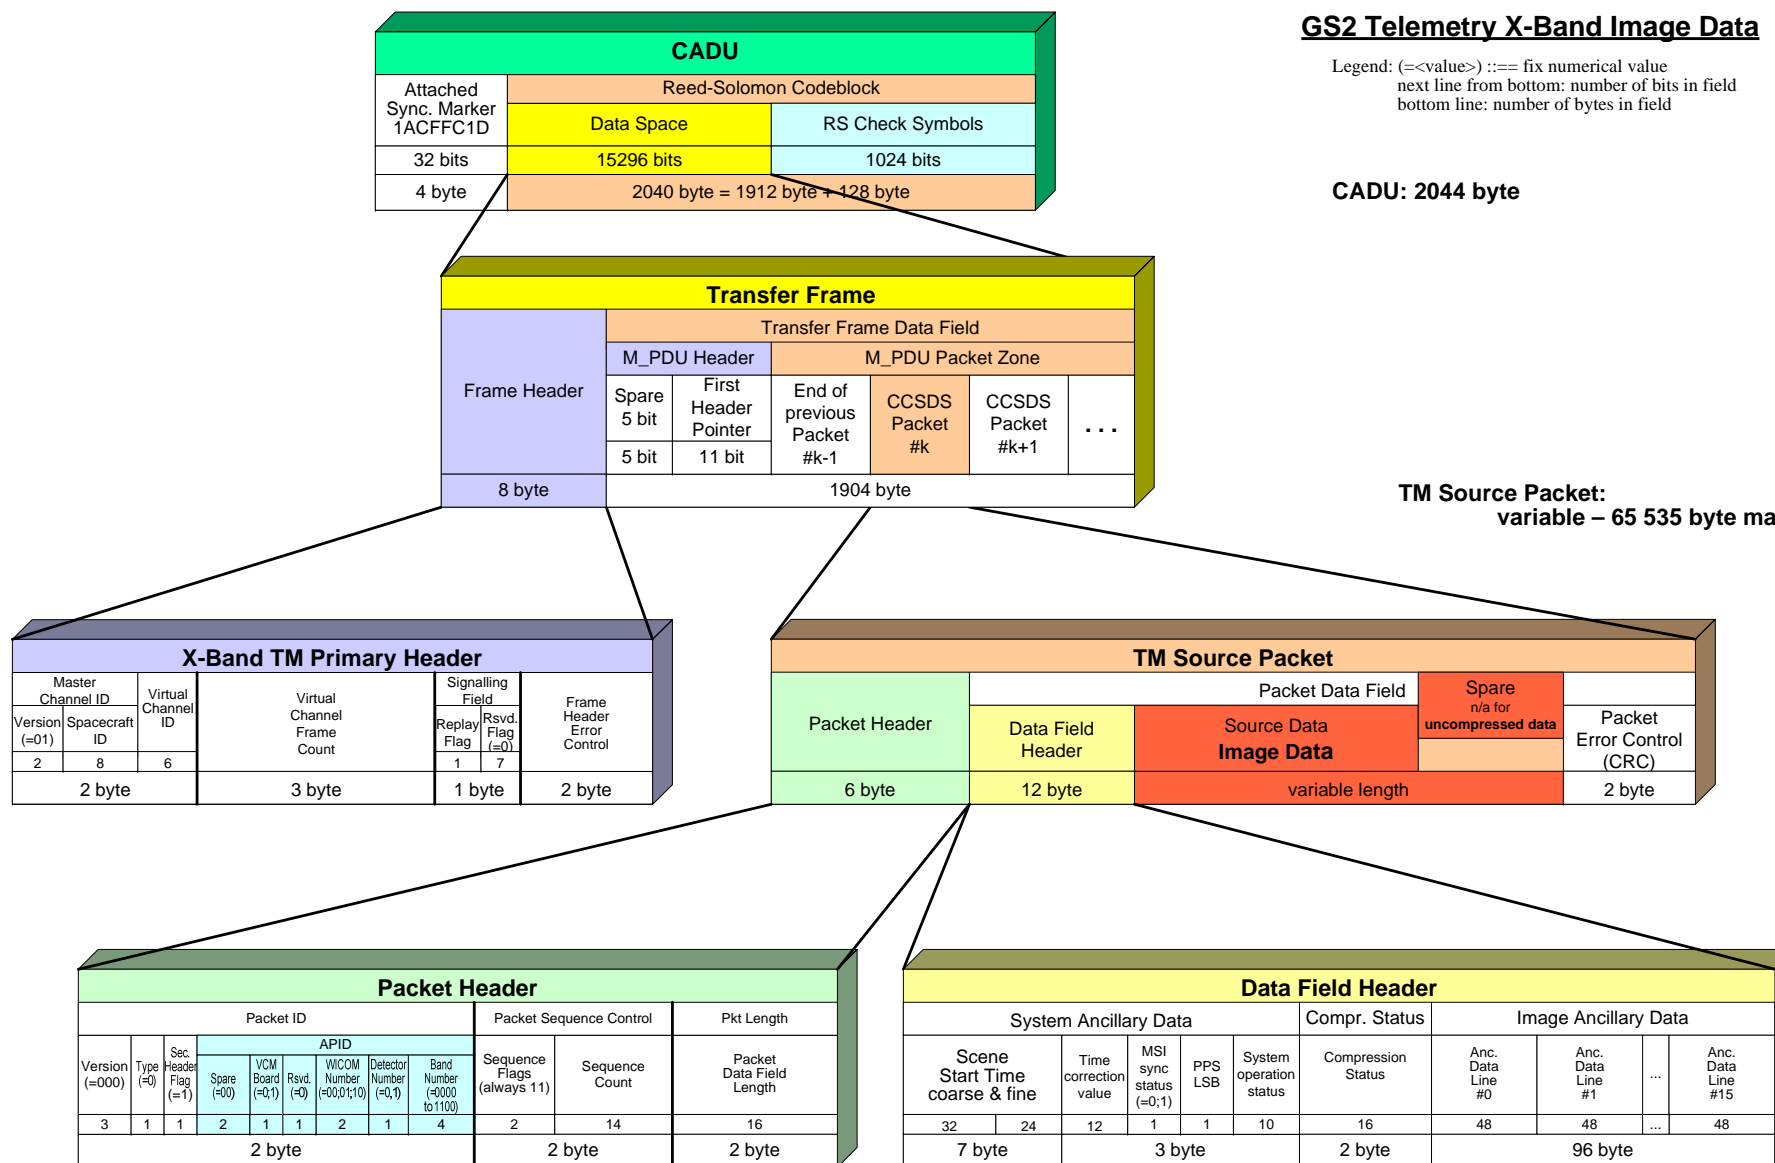 GS2 Telemetry X-Band Image Data
Legend: (=<value>) ::== fix numerical value
next line from bottom: number of bits in field
bottom line: number of bytes in field
CADU
Attached
Sync. Marker
1ACFFC1D
Reed-Solomon Codeblock
Data Space
RS Check Symbols
32 bits
15296 bits
1024 bits
4 byte
2040 byte = 1912 byte + 128 byte
CADU: 2044 byte
Transfer Frame
Frame Header
Transfer Frame Data Field
M_PDU Header
M_PDU Packet Zone
Spare
5 bit
First
Header
Pointer
End of
previous
Packet
#k-1
CCSDS
Packet
#k
CCSDS
Packet
#k+1
. . .
5 bit
11 bit
8 byte
1904 byte
TM Source Packet:
variable – 65 535 byte ma
X-Band TM Primary Header
Master
Channel ID
Virtual
Channel
ID
Virtual
Channel
Frame
Count
Signalling
Field
Frame
Header
Error
Control
Version
(=01)
Spacecraft
ID
Replay
Flag
Rsvd.
Flag
(=0)
2
8
6
1
7
2 byte
3 byte
1 byte
2 byte
TM Source Packet
Packet Header
Packet Data Field
Data Field
Header
Source Data
Image Data
Spare
n/a for
uncompressed data
Packet
Error Control
(CRC)
6 byte
12 byte
variable length
2 byte
Packet Header
Packet ID
Packet Sequence Control
Pkt Length
Version
(=000)
Type
(=0)
Sec.
Header
Flag
(=1)
APID
Spare
(=00)
VCM
Board
(=0;1)
Rsvd.
(=0)
WICOM
Number
(=00;01;10)
Detector
Number
(=0,1)
Band
Number
(=0000
to 1100)
Sequence
Flags
(always 11)
Sequence
Count
Packet
Data Field
Length
3
1
1
2
1
1
2
1
4
2
14
16
2 byte
2 byte
2 byte
Data Field Header
System Ancillary Data
Compr. Status
Image Ancillary Data
Scene
Start Time
coarse & fine
Time
correction
value
MSI
sync
status
(=0;1)
PPS
LSB
System
operation
status
Compression
Status
Anc.
Data
Line
#0
Anc.
Data
Line
#1
...
Anc.
Data
Line
#15
32
24
12
1
1
10
16
48
48
...
48
7 byte
3 byte
2 byte
96 byte